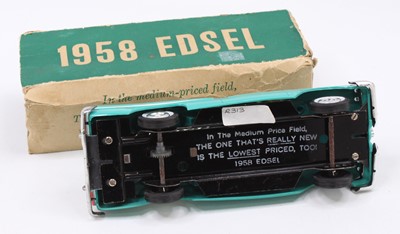 1958 EDSEL
In the medium-priced field,
2313
In The Medium Price Field,
THE ONE THAT'S REALLY NEW
IS THE LOWEST PRICED, TOO!
1958 EDSEL